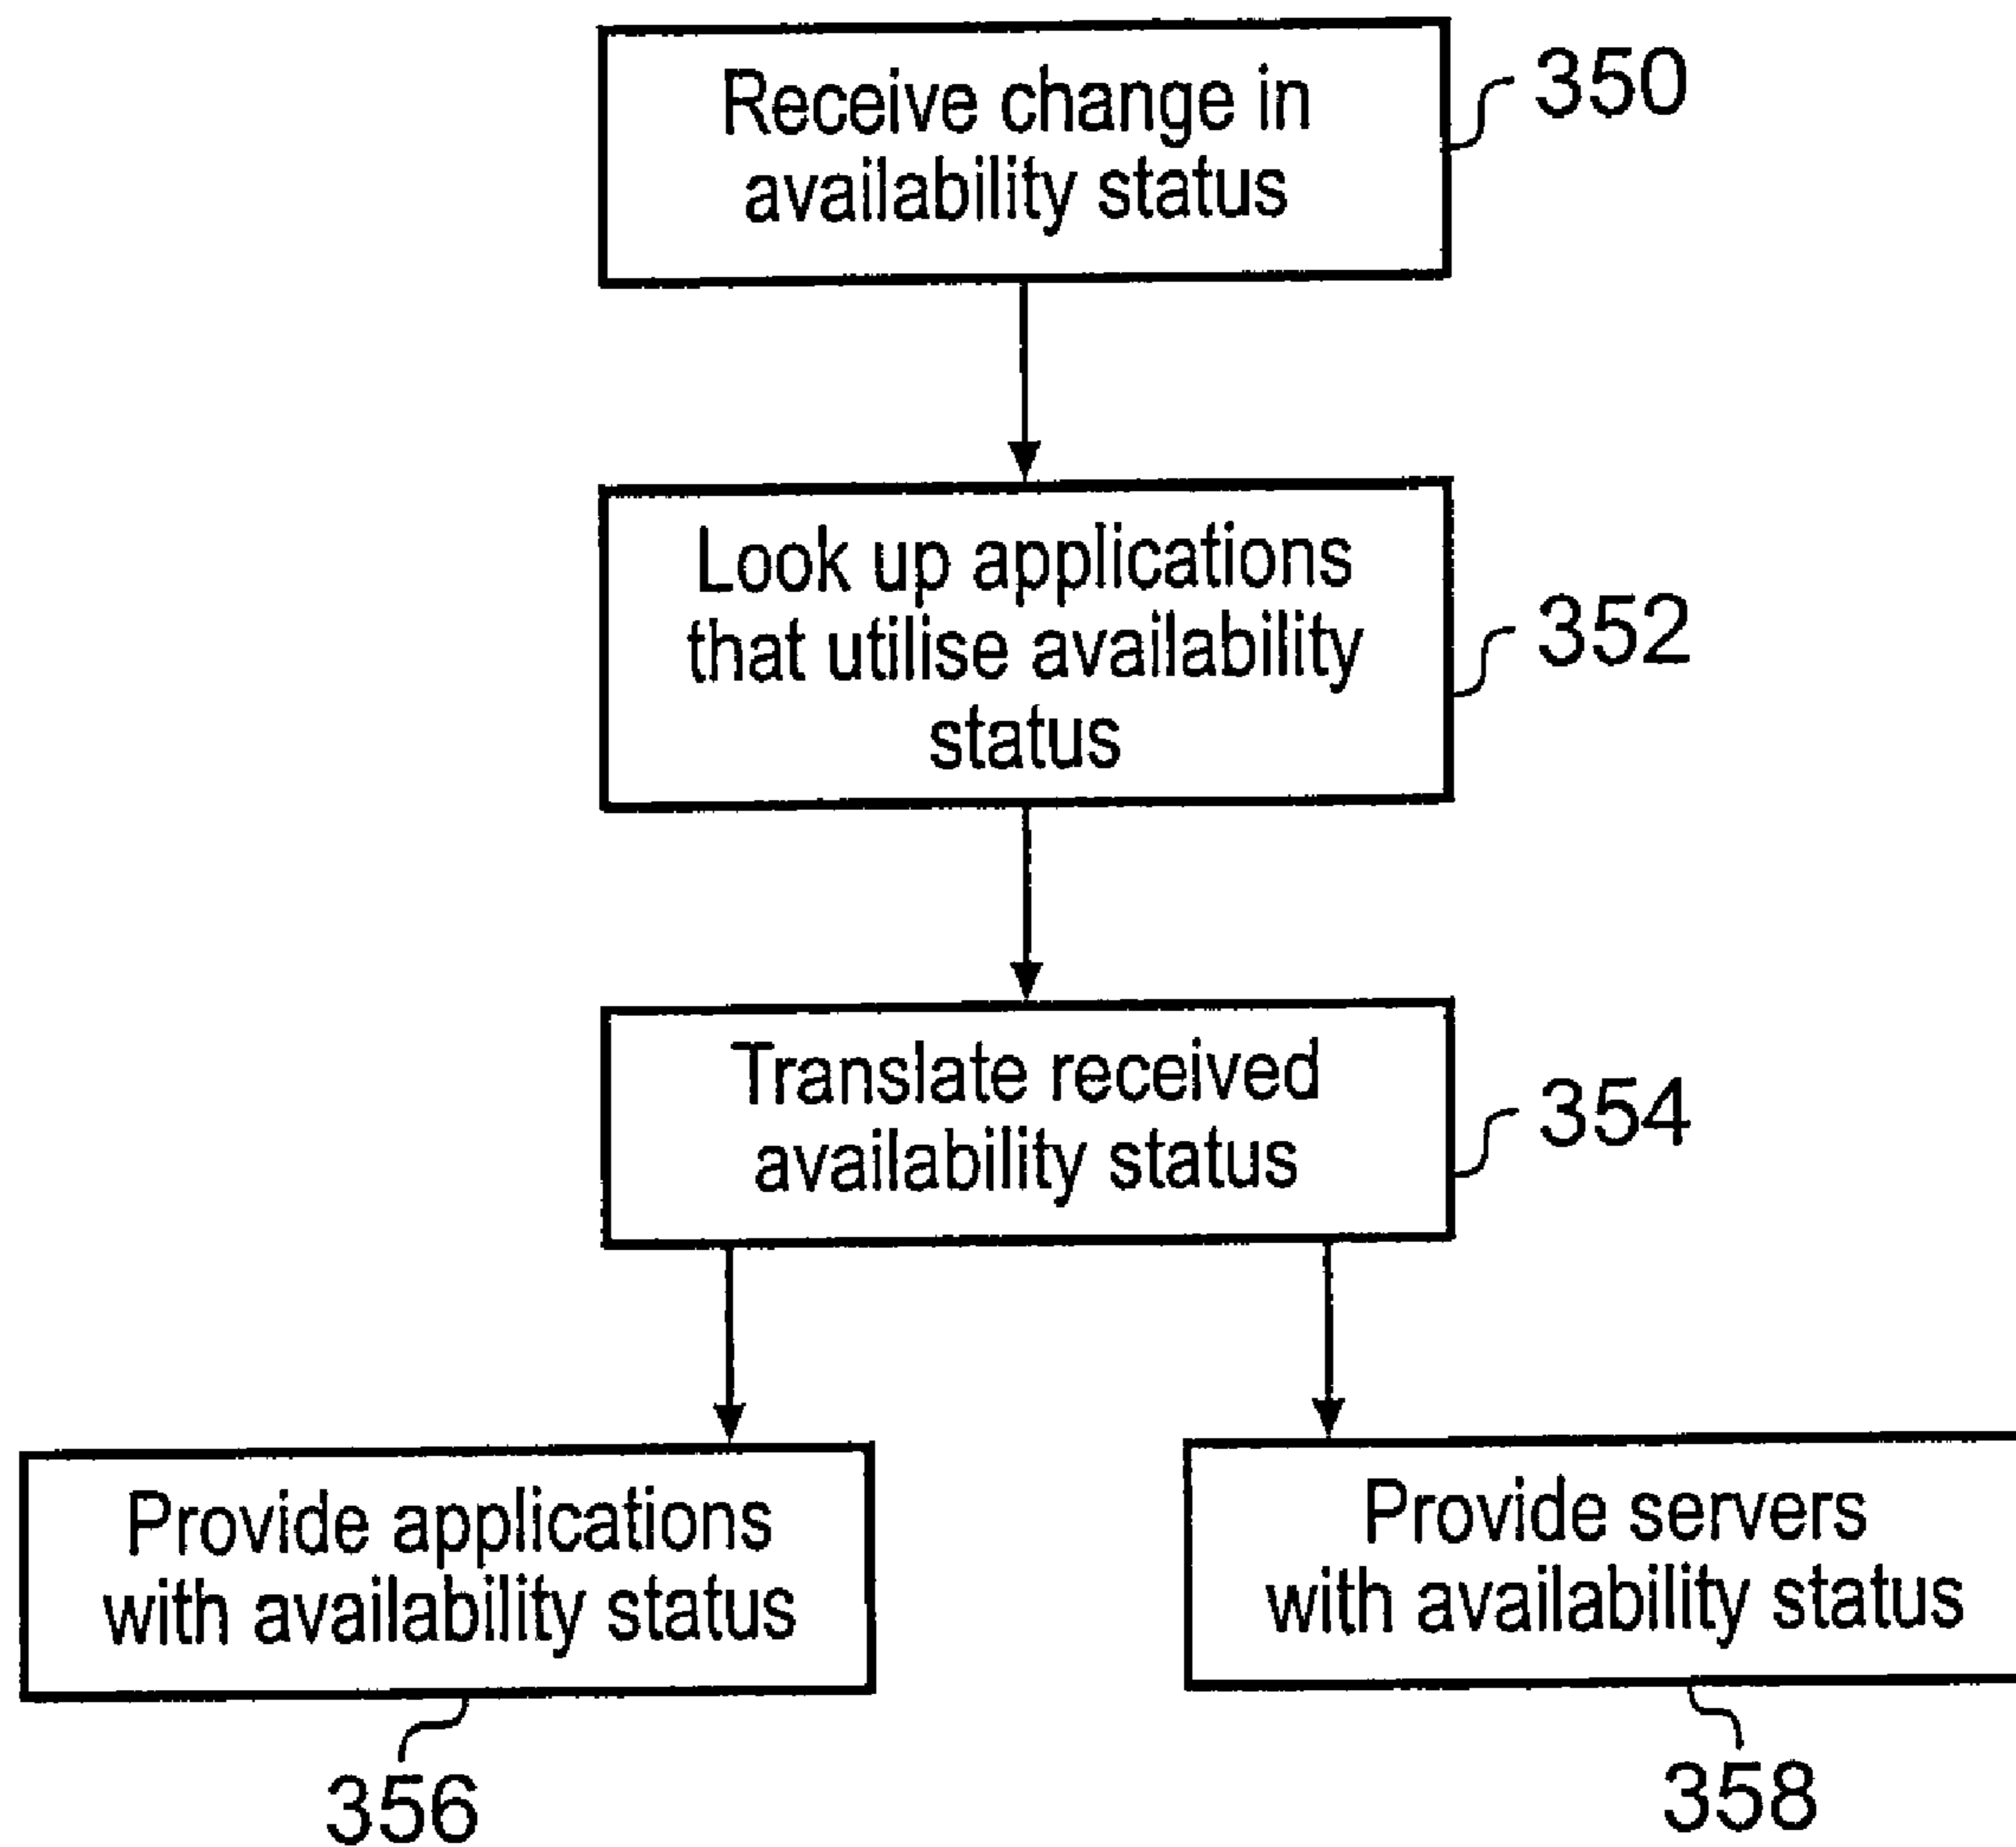 Receive change in
availability status
350
Look up applications
that utilise availability
status
352
Translate received
availability status
354
Provide applications
with availability status
356
Provide servers
with availability status
358